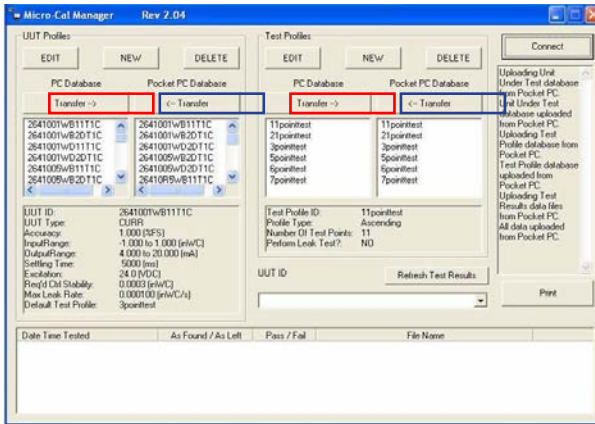 Micro-Cal Manager Rev 2.04
UUT Profiles
EDIT NEW DELETE
PC Database Pocket PC Database
Transfer -> <- Transfer
2641001WB11T1C
2641001WB2DT1C
2641001WD11T1C
2641001WD2DT1C
2641005WB11T1C
2641005WB2DT1C
2641001WB11T1C
2641001WB2DT1C
2641001WD2DT1C
2641005WB2DT1C
2641005WD2DT1C
26410R5WB11T1C
UUT ID: 2641001WB11T1C
UUT Type: CURR
Accuracy: 1.000 (%FS)
InputRange: -1.000 to 1.000 (inWC)
OutputRange: 4.000 to 20.000 (mA)
Settling Time: 5000 (ms)
Excitation: 24.0 (VDC)
Req'd Ctrl Stability: 0.0003 (inWC)
Max Leak Rate: 0.000100 (inWC/s)
Default Test Profile: 3pointtest
Test Profiles
EDIT NEW DELETE
PC Database Pocket PC Database
Transfer -> <- Transfer
11pointtest
21pointtest
3pointtest
5pointtest
6pointtest
7pointtest
11pointtest
21pointtest
3pointtest
5pointtest
6pointtest
7pointtest
Test Profile ID: 11pointtest
Profile Type: Ascending
Number Of Test Points: 11
Perform Leak Test?: NO
UUT ID
Refresh Test Results
Connect
Uploading Unit
Under Test database
from Pocket PC.
Unit Under Test
database uploaded
from Pocket PC.
Uploading Test
Profile database from
Pocket PC.
Test Profile database
uploaded from
Pocket PC.
Uploading Test
Results data files
from Pocket PC.
All data uploaded
from Pocket PC.
Print
Date Time Tested As Found / As Left Pass / Fail File Name